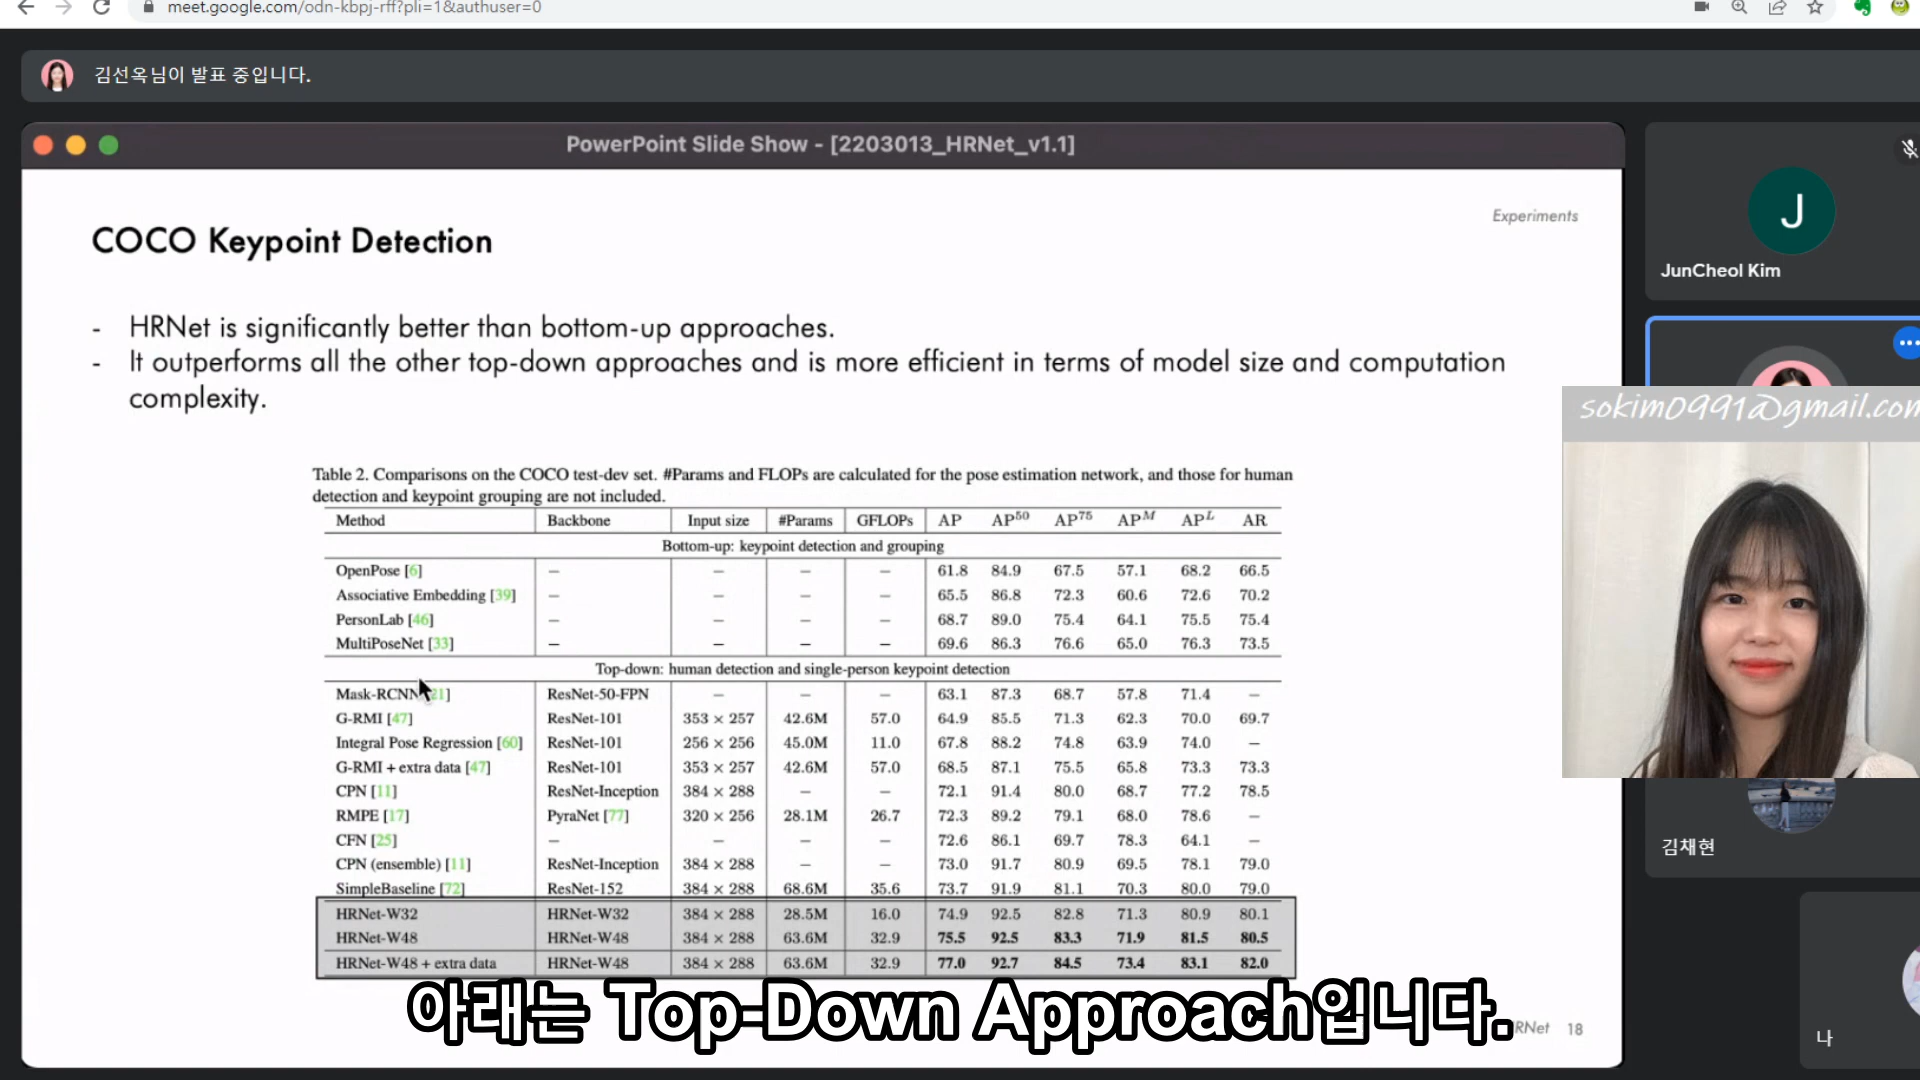 meet.google.com/odn-kbpj-rff?pli=1&authuser=0
김선옥님이 발표 중입니다.
PowerPoint Slide Show - [2203013_HRNet_v1.1]
Experiments
COCO Keypoint Detection
- HRNet is significantly better than bottom-up approaches.
- It outperforms all the other top-down approaches and is more efficient in terms of model size and computation
complexity.
Table 2. Comparisons on the COCO test-dev set. #Params and FLOPs are calculated for the pose estimation network, and those for human
detection and keypoint grouping are not included.
Method Backbone Input size #Params GFLOPs AP AP50 AP75 APM APL AR
Bottom-up: keypoint detection and grouping
OpenPose [6] – – – – 61.8 84.9 67.5 57.1 68.2 66.5
Associative Embedding [39] – – – – 65.5 86.8 72.3 60.6 72.6 70.2
PersonLab [46] – – – – 68.7 89.0 75.4 64.1 75.5 75.4
MultiPoseNet [33] – – – – 69.6 86.3 76.6 65.0 76.3 73.5
Top-down: human detection and single-person keypoint detection
Mask-RCNN 21] ResNet-50-FPN – – – 63.1 87.3 68.7 57.8 71.4 –
G-RMI [47] ResNet-101 353 × 257 42.6M 57.0 64.9 85.5 71.3 62.3 70.0 69.7
Integral Pose Regression [60] ResNet-101 256 × 256 45.0M 11.0 67.8 88.2 74.8 63.9 74.0 –
G-RMI + extra data [47] ResNet-101 353 × 257 42.6M 57.0 68.5 87.1 75.5 65.8 73.3 73.3
CPN [11] ResNet-Inception 384 × 288 – – 72.1 91.4 80.0 68.7 77.2 78.5
RMPE [17] PyraNet [77] 320 × 256 28.1M 26.7 72.3 89.2 79.1 68.0 78.6 –
CFN [25] – – – – 72.6 86.1 69.7 78.3 64.1 –
CPN (ensemble) [11] ResNet-Inception 384 × 288 – – 73.0 91.7 80.9 69.5 78.1 79.0
SimpleBaseline [72] ResNet-152 384 × 288 68.6M 35.6 73.7 91.9 81.1 70.3 80.0 79.0
HRNet-W32 HRNet-W32 384 × 288 28.5M 16.0 74.9 92.5 82.8 71.3 80.9 80.1
HRNet-W48 HRNet-W48 384 × 288 63.6M 32.9 75.5 92.5 83.3 71.9 81.5 80.5
HRNet-W48 + extra data HRNet-W48 384 × 288 63.6M 32.9 77.0 92.7 84.5 73.4 83.1 82.0
아래는 Top-Down Approach입니다.
RNet 18
J
JunCheol Kim
sokim0991@gmail.com
김채현
나